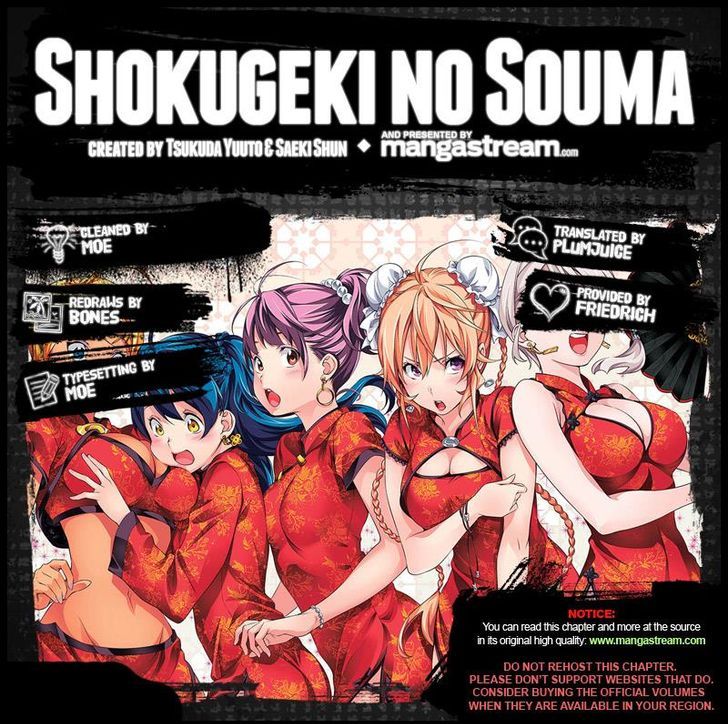 SHOKUGEKI NO SOUMA
CREATED BY TSUKUDA YUUTO & SAEKI SHUN ◆ AND PRESENTED BY mangastream.com
CLEANED BY
MOE
REDRAWS BY
BONES
TYPESETTING BY
MOE
TRANSLATED BY
PLUMJUICE
PROVIDED BY
FRIEDRICH
NOTICE:
You can read this chapter and more at the source
in its original high quality: www.mangastream.com
DO NOT REHOST THIS CHAPTER.
PLEASE DON'T SUPPORT WEBSITES THAT DO.
CONSIDER BUYING THE OFFICIAL VOLUMES
WHEN THEY ARE AVAILABLE IN YOUR REGION.